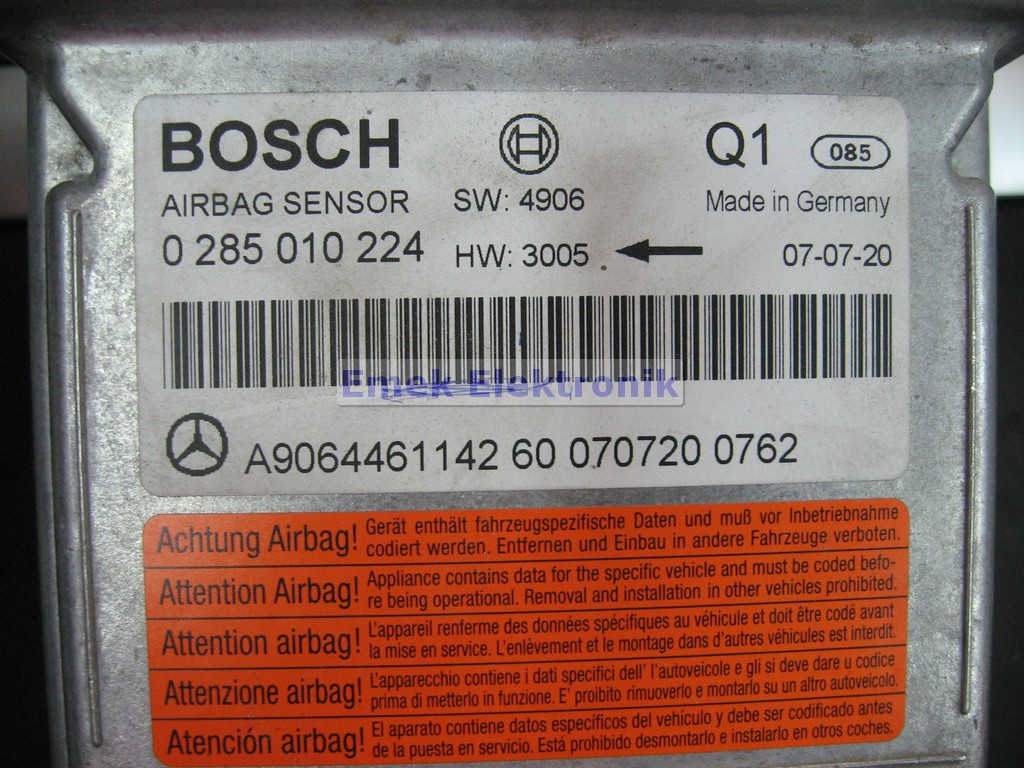 BOSCH
Q1 085
AIRBAG SENSOR SW: 4906 Made in Germany
0 285 010 224 HW: 3005 07-07-20
Emek Elektronik
A9064461142 60 070720 0762
Achtung Airbag! Gerät enthält fahrzeugspezifische Daten und muß vor Inbetriebnahme
codiert werden. Entfernen und Einbau in andere Fahrzeuge verboten.
Attention Airbag! Appliance contains data for the specific vehicle and must be coded befo-
re being operational. Removal and installation in other vehicles prohibited.
Attention airbag! L'appareil renferme des données spécifiques au véhicule et doit être codé avant
la mise en service. L'enlèvement et le montage dans d'autres véhicules est interdit.
Attenzione airbag! L'apparecchio contiene i dati specifici dell' l'autoveicole e gli si deve dare u codice
prima di metterlo in funzione. E' proibito rimuoverlo e montarlo su un altro autoveicolo.
Atención airbag! El aparato contiene datos específicos del vehículo y debe ser codificado antes
de la puesta en servicio. Está prohibido desmontarlo e instalarlo en otros coches.